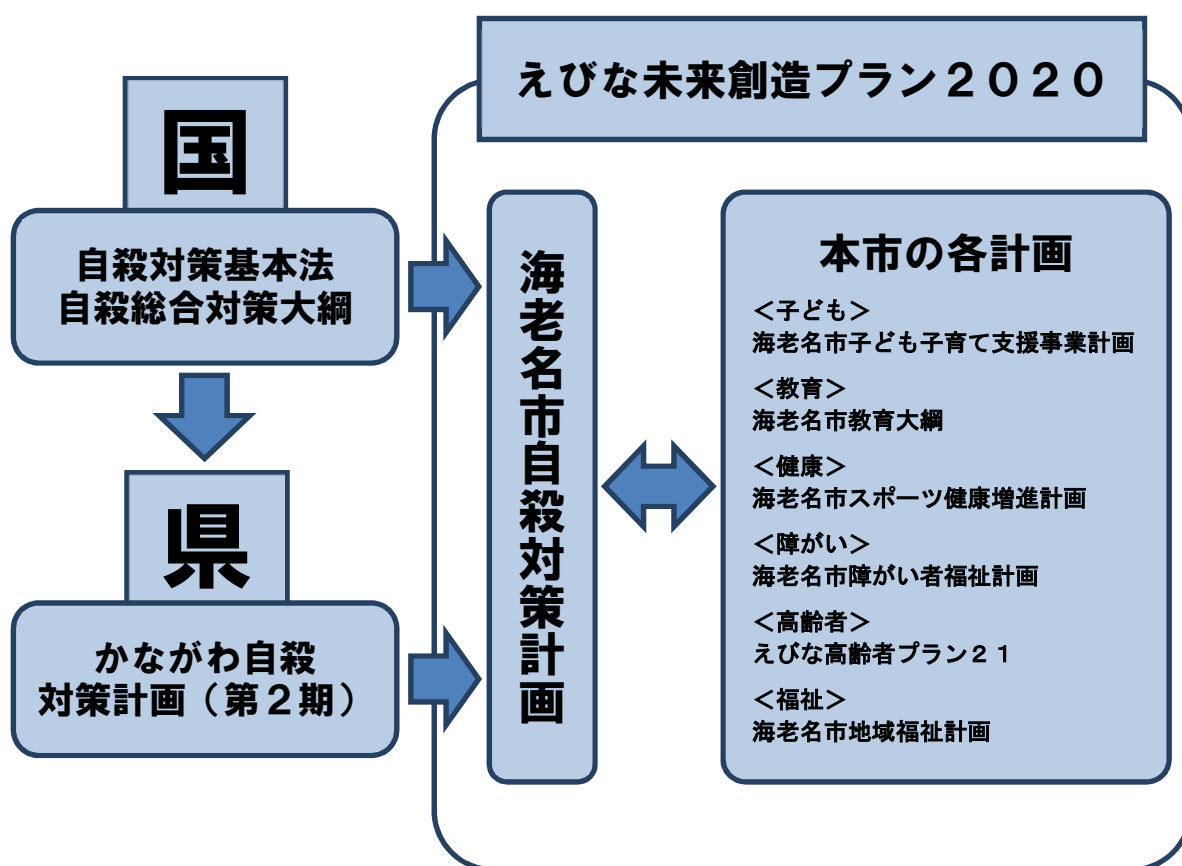 えびな未来創造プラン２０２０
国
自殺対策基本法
自殺総合対策大綱
県
かながわ自殺
対策計画（第２期）
海老名市自殺対策計画
本市の各計画
＜子ども＞
海老名市子ども子育て支援事業計画
＜教育＞
海老名市教育大綱
＜健康＞
海老名市スポーツ健康増進計画
＜障がい＞
海老名市障がい者福祉計画
＜高齢者＞
えびな高齢者プラン２１
＜福祉＞
海老名市地域福祉計画